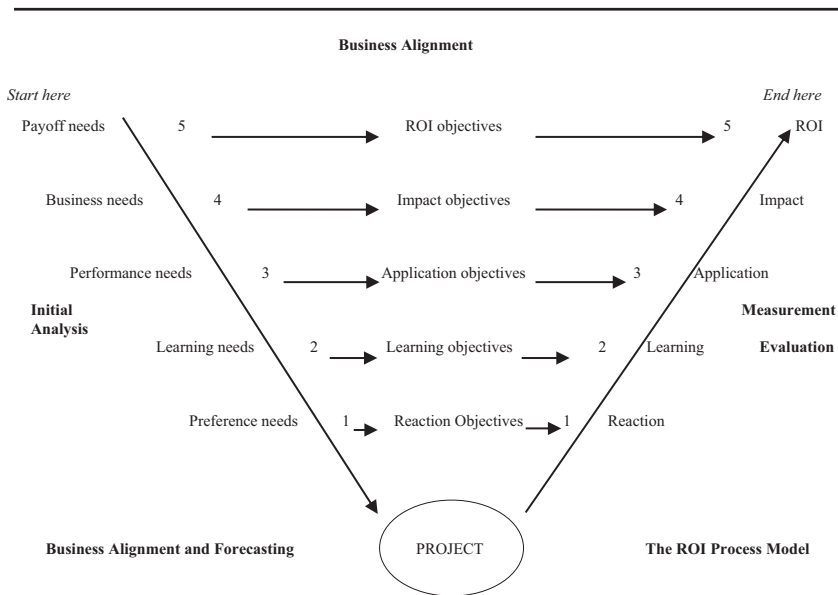 Business Alignment
Start here End here
Payoff needs 5 ROI objectives 5 ROI
Business needs 4 Impact objectives 4 Impact
Performance needs 3 Application objectives 3 Application
Initial Measurement
Analysis
Learning needs 2 Learning objectives 2 Learning Evaluation
Preference needs 1 Reaction Objectives 1 Reaction
Business Alignment and Forecasting PROJECT The ROI Process Model